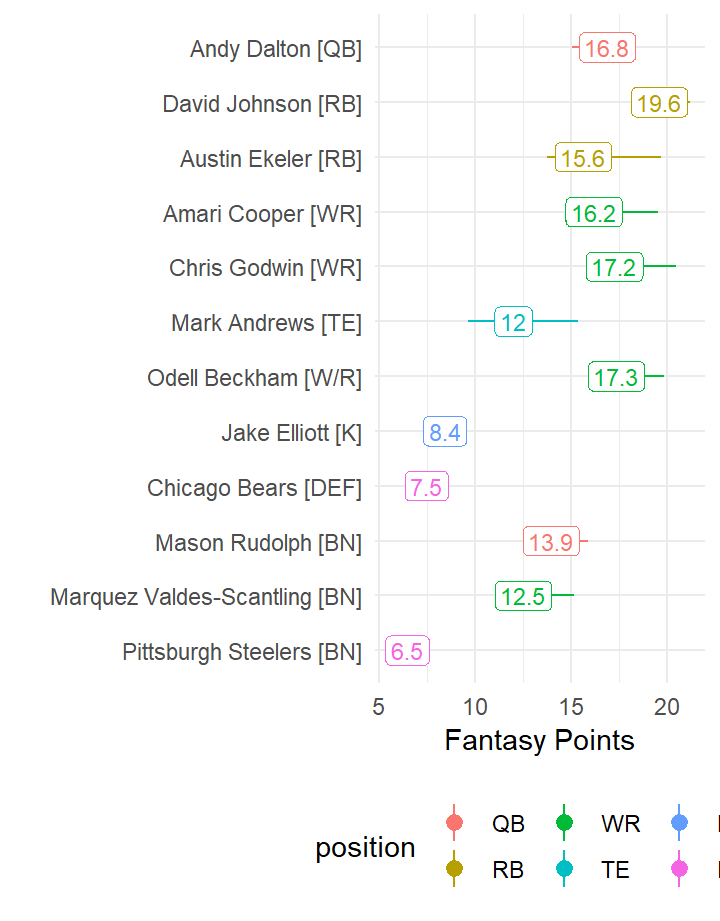 Andy Dalton [QB] 16.8
David Johnson [RB] 19.6
Austin Ekeler [RB] 15.6
Amari Cooper [WR] 16.2
Chris Godwin [WR] 17.2
Mark Andrews [TE] 12
Odell Beckham [W/R] 17.3
Jake Elliott [K] 8.4
Chicago Bears [DEF] 7.5
Mason Rudolph [BN] 13.9
Marquez Valdes-Scantling [BN] 12.5
Pittsburgh Steelers [BN] 6.5
5 10 15 20
Fantasy Points
position
QB WR
RB TE